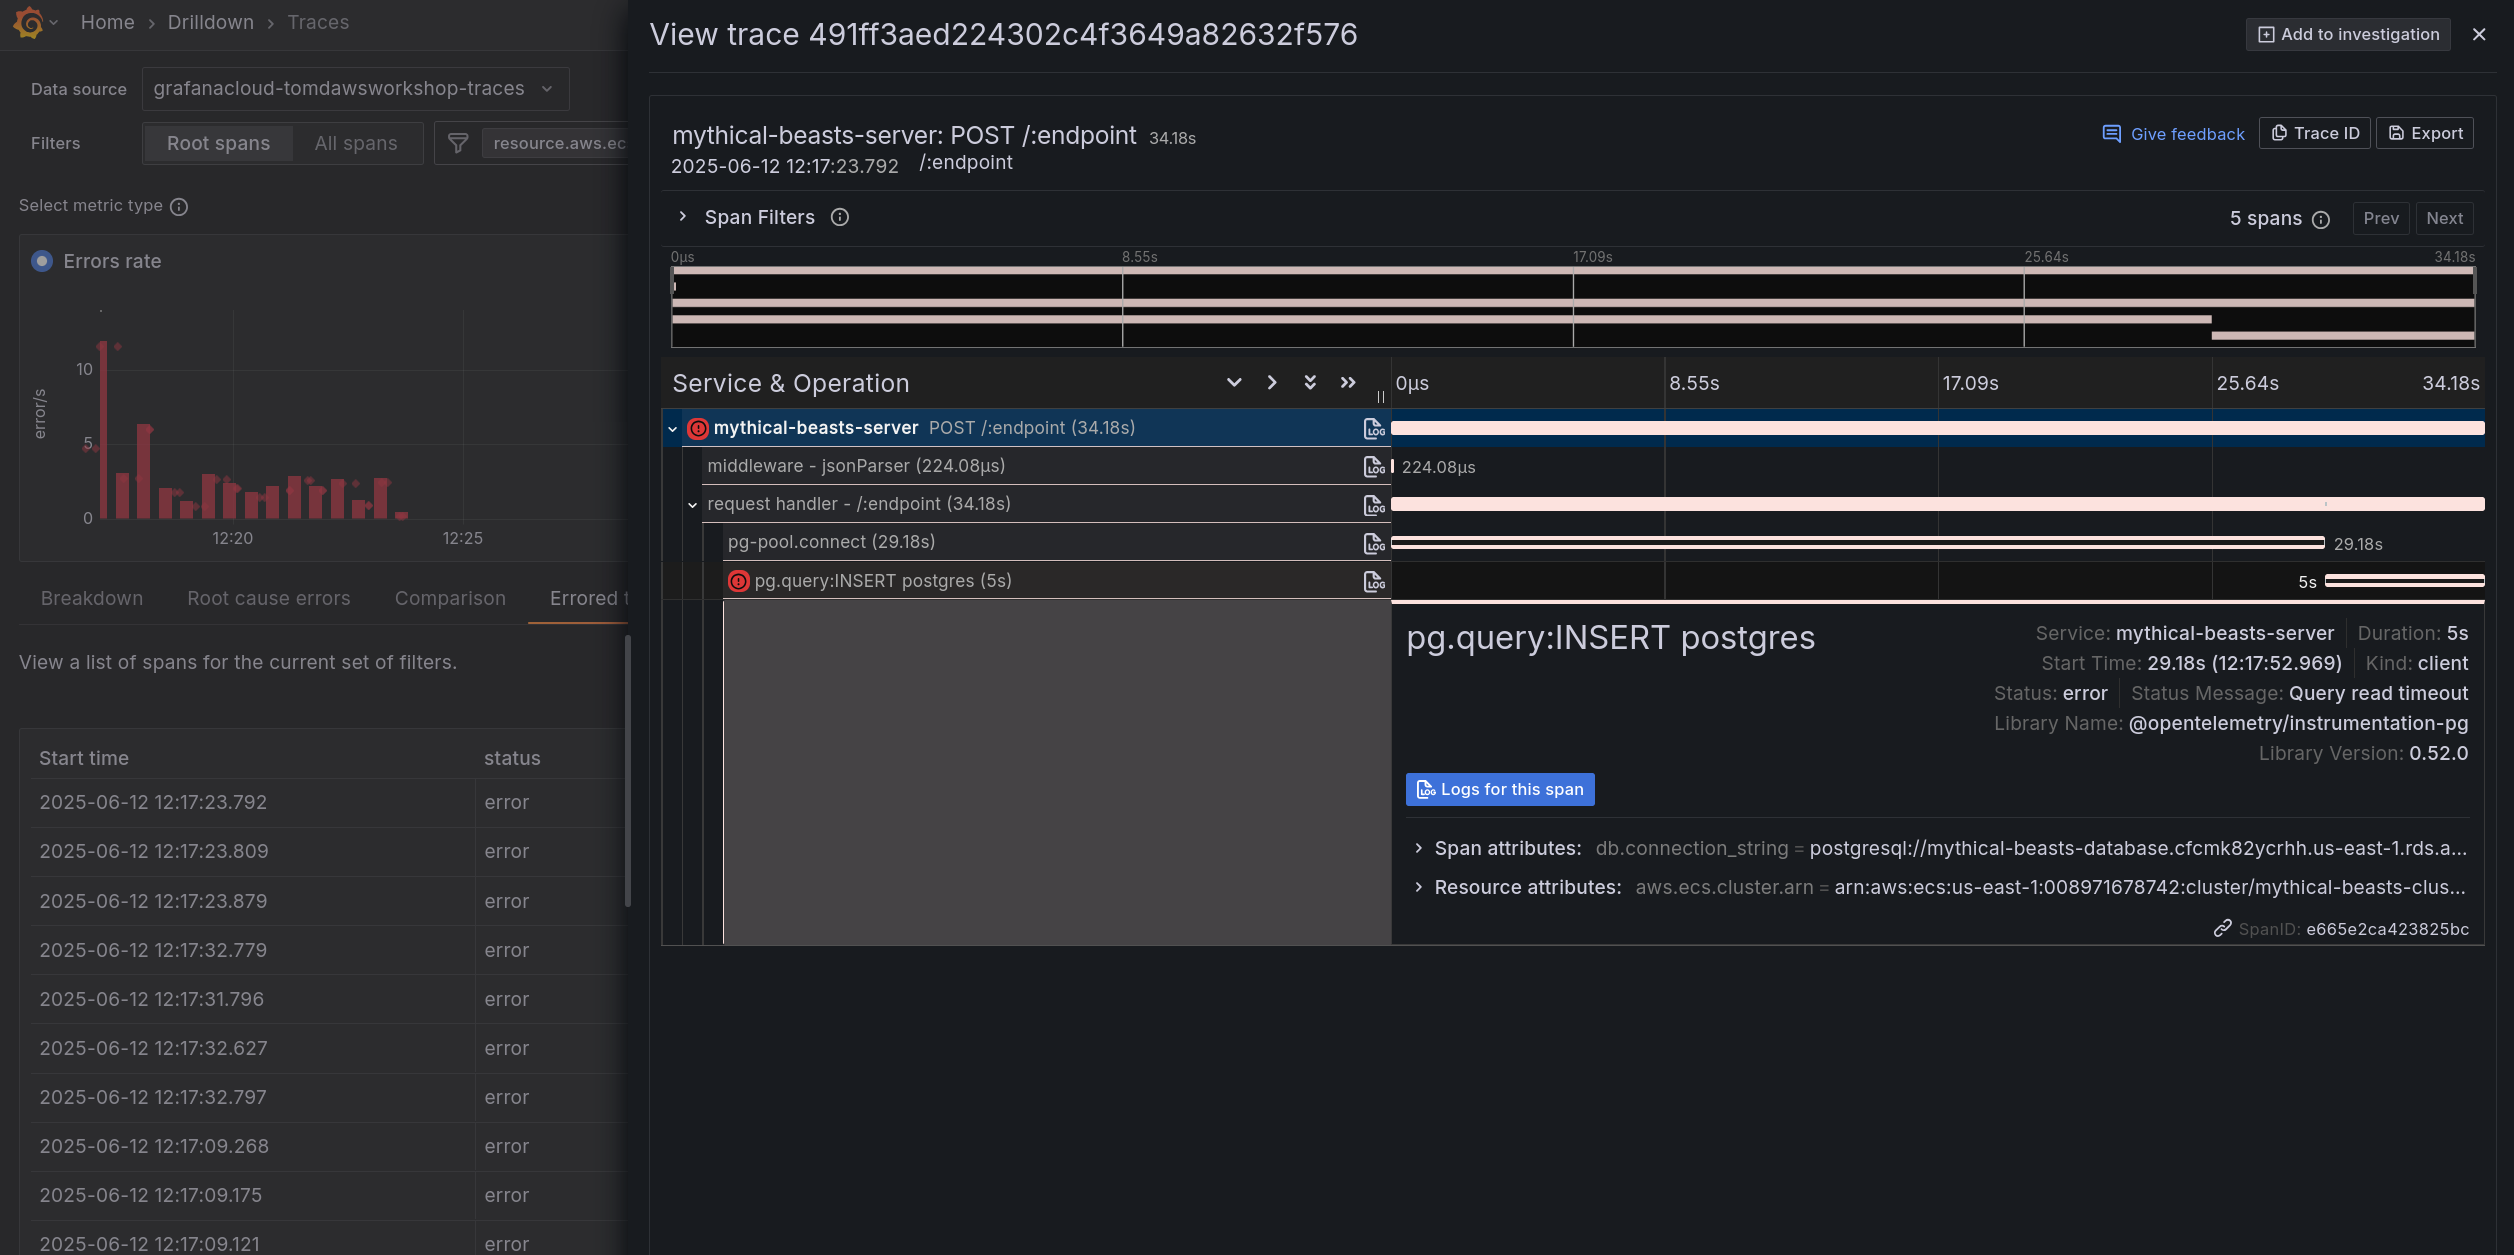 Home › Drilldown › Traces
Data source grafanacloud-tomdawsworkshop-traces
Filters Root spans All spans resource.aws.ec
Select metric type
Errors rate
error/s
10
5
0
12:20 12:25
Breakdown Root cause errors Comparison Errored t
View a list of spans for the current set of filters.
Start time status
2025-06-12 12:17:23.792 error
2025-06-12 12:17:23.809 error
2025-06-12 12:17:23.879 error
2025-06-12 12:17:32.779 error
2025-06-12 12:17:31.796 error
2025-06-12 12:17:32.627 error
2025-06-12 12:17:32.797 error
2025-06-12 12:17:09.268 error
2025-06-12 12:17:09.175 error
2025-06-12 12:17:09.121 error
View trace 491ff3aed224302c4f3649a82632f576
Add to investigation
mythical-beasts-server: POST /:endpoint 34.18s
2025-06-12 12:17:23.792 /:endpoint
Give feedback Trace ID Export
Span Filters
5 spans Prev Next
0µs 8.55s 17.09s 25.64s 34.18s
Service & Operation 0µs 8.55s 17.09s 25.64s 34.18s
mythical-beasts-server POST /:endpoint (34.18s) LOG
middleware - jsonParser (224.08µs) LOG 224.08µs
request handler - /:endpoint (34.18s) LOG
pg-pool.connect (29.18s) LOG 29.18s
pg.query:INSERT postgres (5s) LOG 5s
pg.query:INSERT postgres
Service: mythical-beasts-server Duration: 5s
Start Time: 29.18s (12:17:52.969) Kind: client
Status: error Status Message: Query read timeout
Library Name: @opentelemetry/instrumentation-pg
Library Version: 0.52.0
LOG Logs for this span
Span attributes: db.connection_string = postgresql://mythical-beasts-database.cfcmk82ycrhh.us-east-1.rds.a...
Resource attributes: aws.ecs.cluster.arn = arn:aws:ecs:us-east-1:008971678742:cluster/mythical-beasts-clus...
SpanID: e665e2ca423825bc